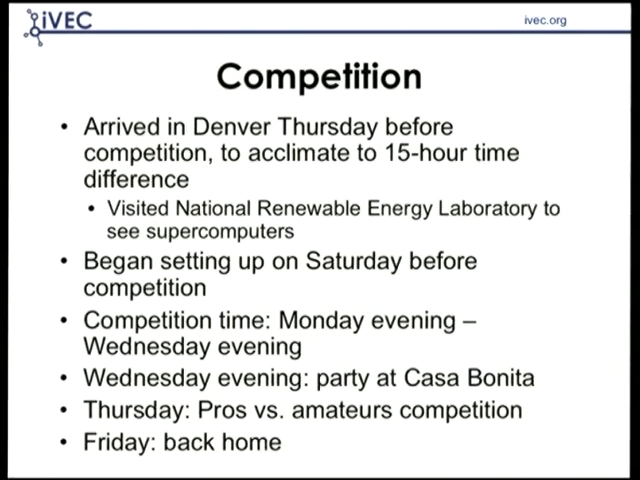 iVEC
ivec.org
Competition
• Arrived in Denver Thursday before
competition, to acclimate to 15-hour time
difference
• Visited National Renewable Energy Laboratory to
see supercomputers
• Began setting up on Saturday before
competition
• Competition time: Monday evening –
Wednesday evening
• Wednesday evening: party at Casa Bonita
• Thursday: Pros vs. amateurs competition
• Friday: back home